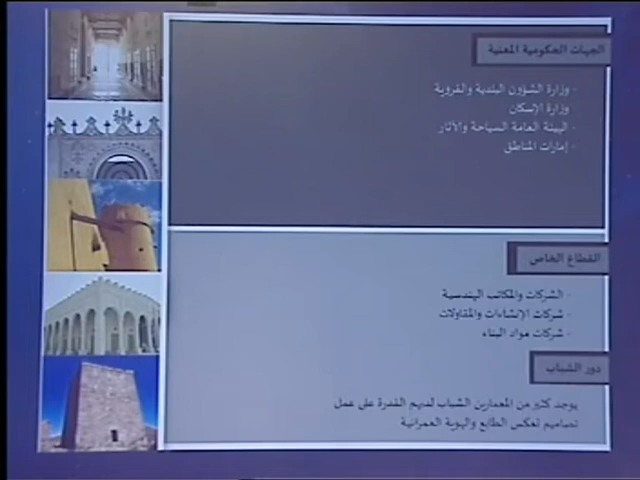 الجهات الحكومية المعنية
- وزارة الشؤون البلدية والقروية
وزارة الإسكان
- الهيئة العامة السياحة والآثار
- إمارات المناطق
القطاع الخاص
- الشركات والمكاتب الهندسية
- شركات الإنشاءات والمقاولات
- شركات مواد البناء
دور الشباب
يوجد كثير من المعمارين الشباب لديهم القدرة على عمل
تصاميم تعكس الطابع والهوية العمرانية